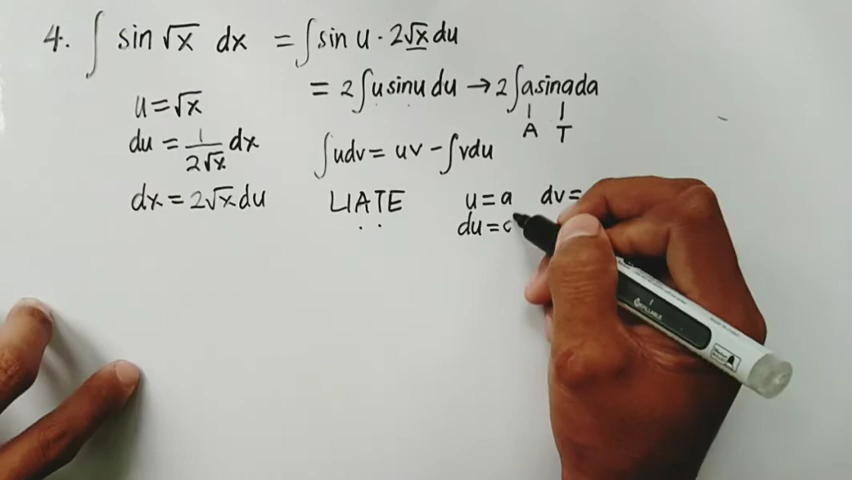 4. ∫ sin √x dx = ∫ sin u · 2√x du
= 2∫ u sin u du → 2∫ a sin a da
A T
u = √x
du = 1/(2√x) dx
∫ u dv = uv − ∫ v du
dx = 2√x du
LIATE
u = a dv =
du =